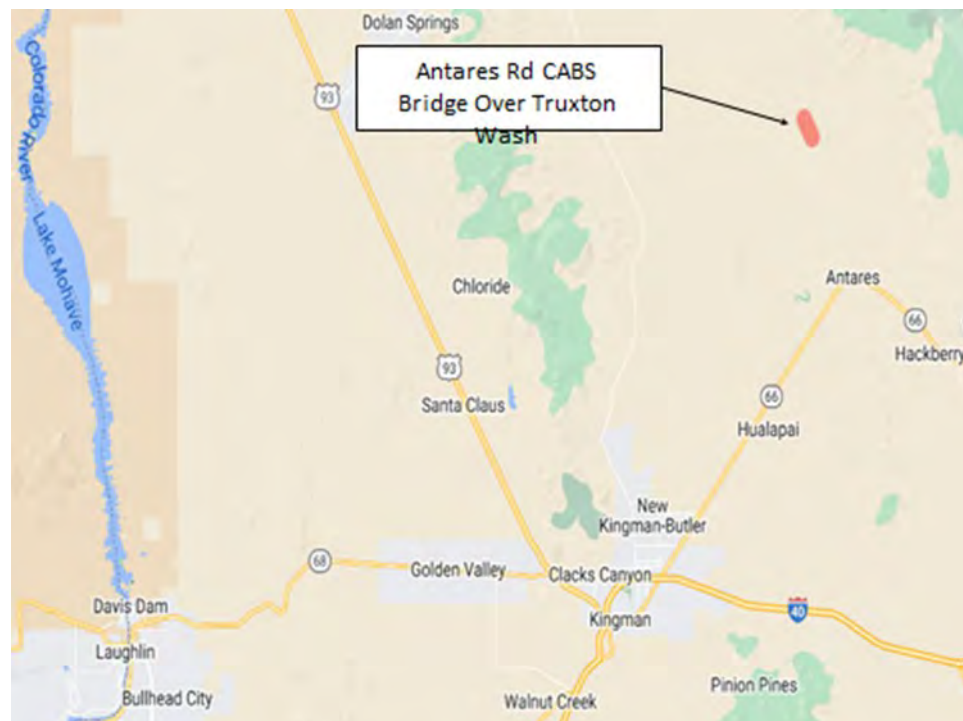 Dolan Springs
Antares Rd CABS
Bridge Over Truxton
Wash
93
Colorado River
Lake Mohave
Chloride
Antares
66
Hackberry
93
Santa Claus
66
Hualapai
New
Kingman-Butler
68
Golden Valley
Clacks Canyon
Davis Dam
40
Kingman
Laughlin
Bullhead City
Pinion Pines
Walnut Creek